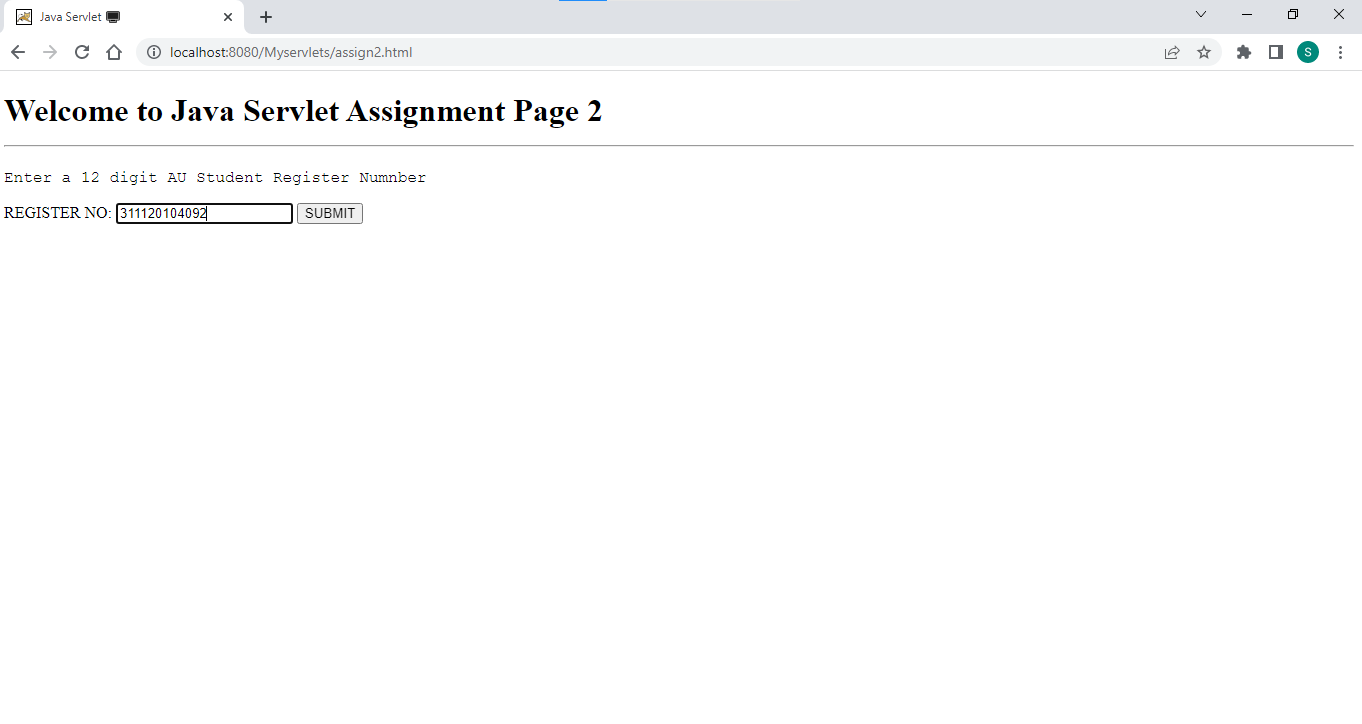 Java Servlet 🖥
localhost:8080/Myservlets/assign2.html
S
Welcome to Java Servlet Assignment Page 2
Enter a 12 digit AU Student Register Numnber
REGISTER NO: 311120104092 SUBMIT